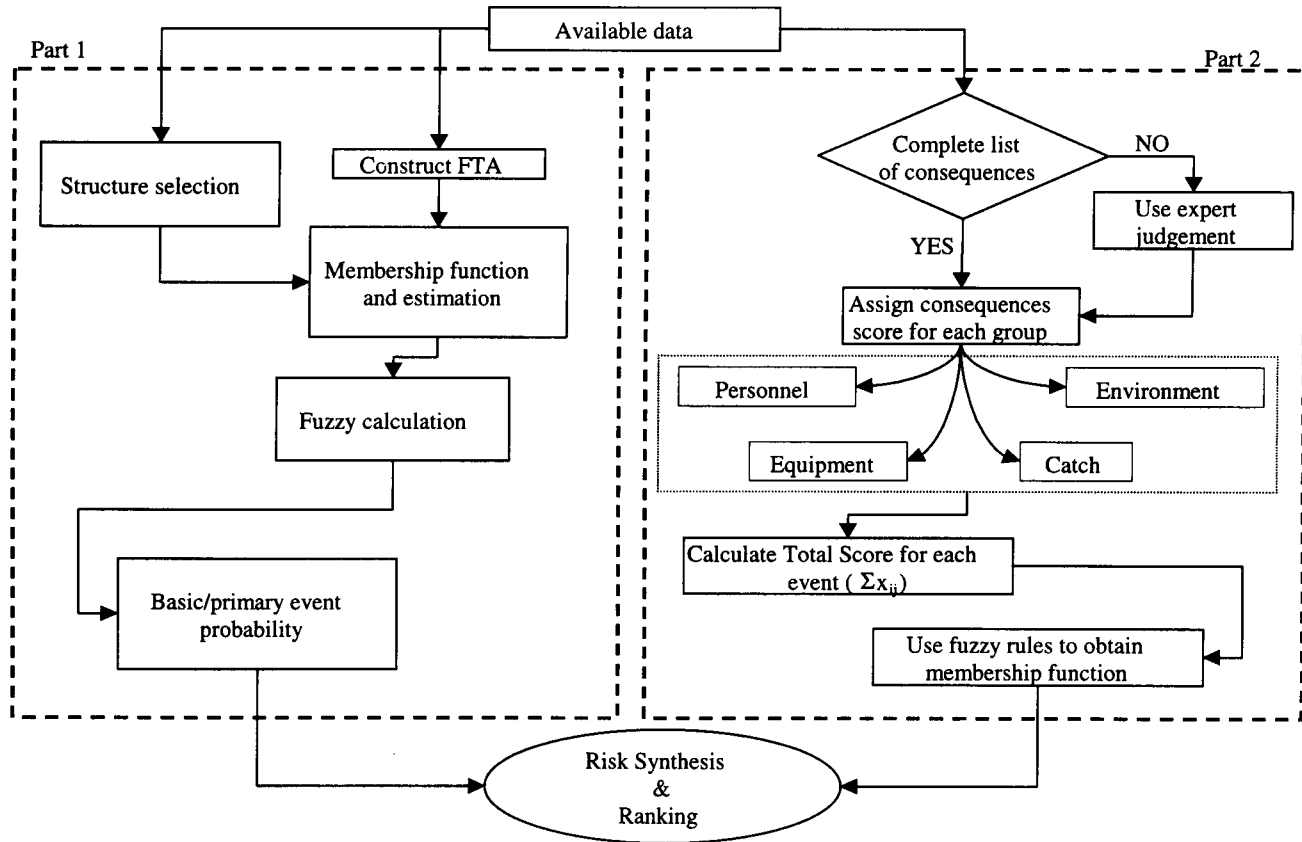 Available data
Part 1
Part 2
Structure selection
Construct FTA
Membership function
and estimation
Fuzzy calculation
Basic/primary event
probability
Complete list
of consequences
NO
Use expert
judgement
YES
Assign consequences
score for each group
Personnel
Environment
Equipment
Catch
Calculate Total Score for each
event ( Σx_ij)
Use fuzzy rules to obtain
membership function
Risk Synthesis
&
Ranking